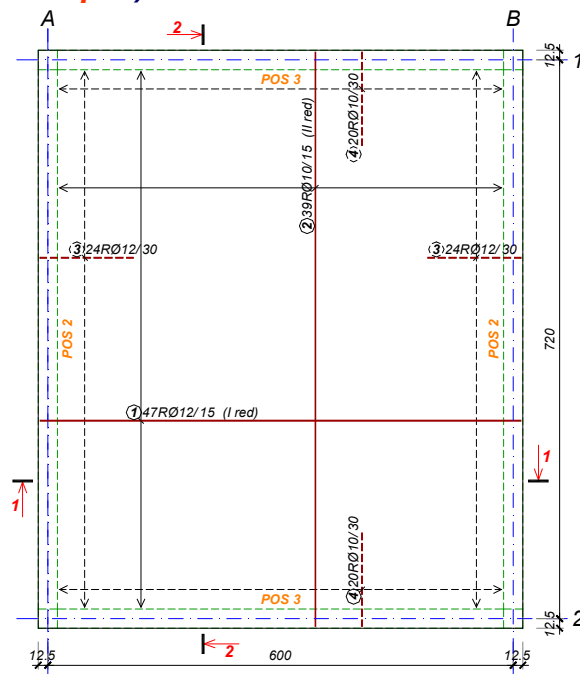 A
B
2
12.5
1
POS 3
④20RØ10/30
②39RØ10/15 (II red)
③24RØ12/30
③24RØ12/30
POS 2
POS 2
720
①47RØ12/15 (I red)
1
1
④20RØ10/30
POS 3
12.5
2
2
12.5
600
12.5